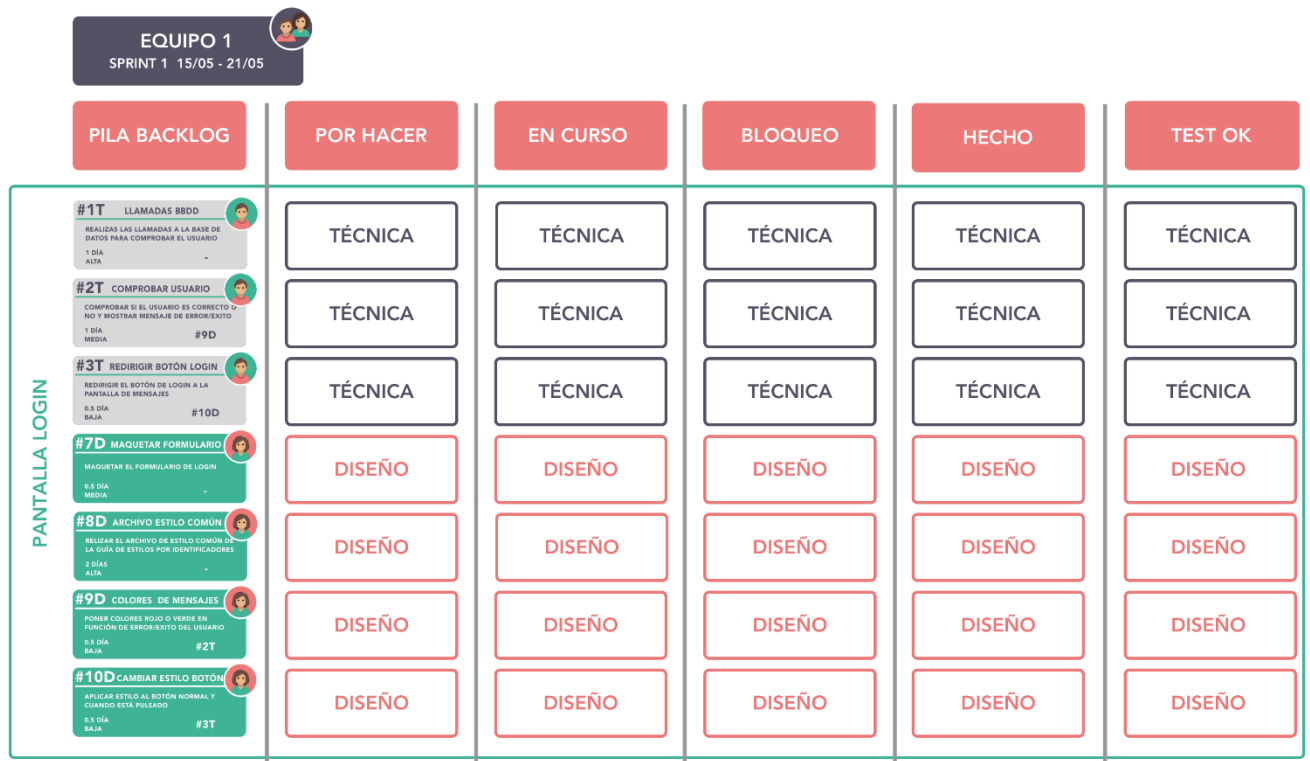 EQUIPO 1
SPRINT 1 15/05 - 21/05
PILA BACKLOG
POR HACER
EN CURSO
BLOQUEO
HECHO
TEST OK
PANTALLA LOGIN
#1T LLAMADAS BBDD
REALIZAS LAS LLAMADAS A LA BASE DE
DATOS PARA COMPROBAR EL USUARIO
1 DÍA
ALTA -
TÉCNICA
TÉCNICA
TÉCNICA
TÉCNICA
TÉCNICA
#2T COMPROBAR USUARIO
COMPROBAR SI EL USUARIO ES CORRECTO O
NO Y MOSTRAR MENSAJE DE ERROR/EXITO
1 DÍA
MEDIA #9D
TÉCNICA
TÉCNICA
TÉCNICA
TÉCNICA
TÉCNICA
#3T REDIRIGIR BOTÓN LOGIN
REDIRIGIR EL BOTÓN DE LOGIN A LA
PANTALLA DE MENSAJES
0.5 DÍA
BAJA #10D
TÉCNICA
TÉCNICA
TÉCNICA
TÉCNICA
TÉCNICA
#7D MAQUETAR FORMULARIO
MAQUETAR EL FORMULARIO DE LOGIN
0.5 DÍA
MEDIA -
DISEÑO
DISEÑO
DISEÑO
DISEÑO
DISEÑO
#8D ARCHIVO ESTILO COMÚN
RELIZAR EL ARCHIVO DE ESTILO COMÚN DE
LA GUÍA DE ESTILOS POR IDENTIFICADORES
2 DÍAS
ALTA -
DISEÑO
DISEÑO
DISEÑO
DISEÑO
DISEÑO
#9D COLORES DE MENSAJES
PONER COLORES ROJO O VERDE EN
FUNCIÓN DE ERROR/EXITO DEL USUARIO
0.5 DÍA
BAJA #2T
DISEÑO
DISEÑO
DISEÑO
DISEÑO
DISEÑO
#10D CAMBIAR ESTILO BOTÓN
APLICAR ESTILO AL BOTÓN NORMAL Y
CUANDO ESTÁ PULSADO
0.5 DÍA
BAJA #3T
DISEÑO
DISEÑO
DISEÑO
DISEÑO
DISEÑO